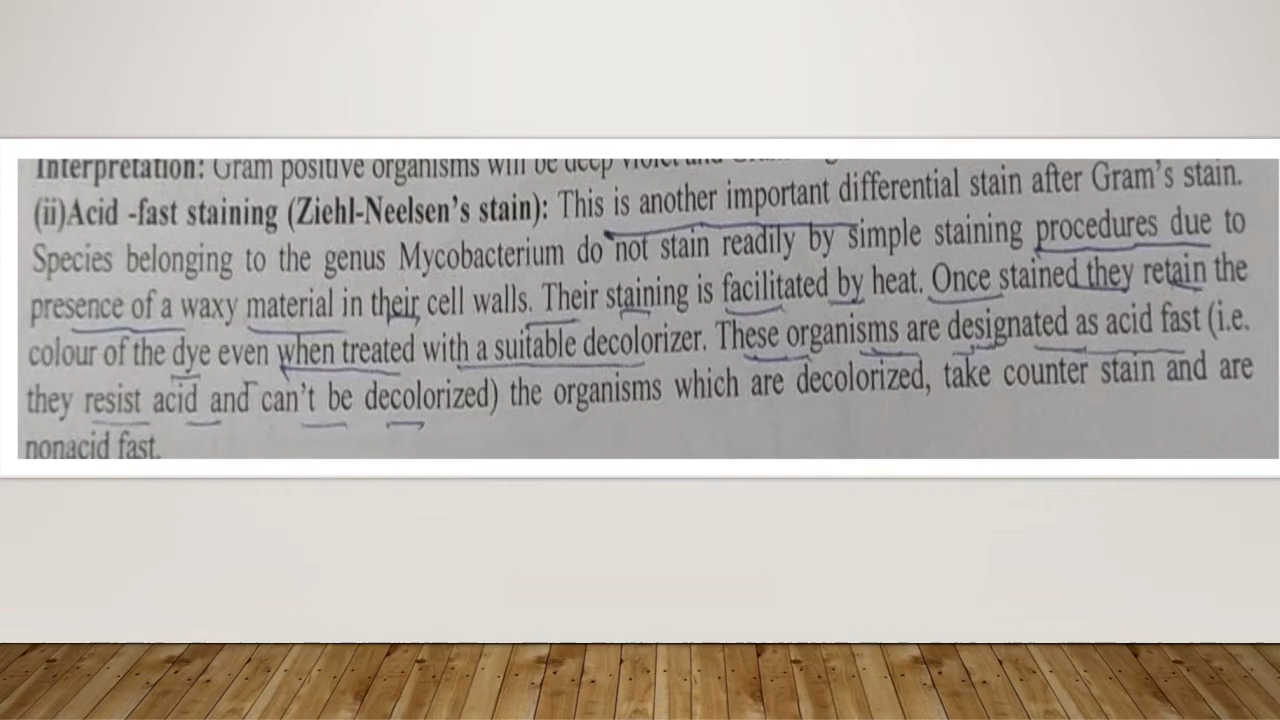 Interpretation: Gram positive organisms will be deep violet and
(ii)Acid -fast staining (Ziehl-Neelsen's stain): This is another important differential stain after Gram's stain.
Species belonging to the genus Mycobacterium do not stain readily by simple staining procedures due to
presence of a waxy material in their cell walls. Their staining is facilitated by heat. Once stained they retain the
colour of the dye even when treated with a suitable decolorizer. These organisms are designated as acid fast (i.e.
they resist acid and can't be decolorized) the organisms which are decolorized, take counter stain and are
nonacid fast.